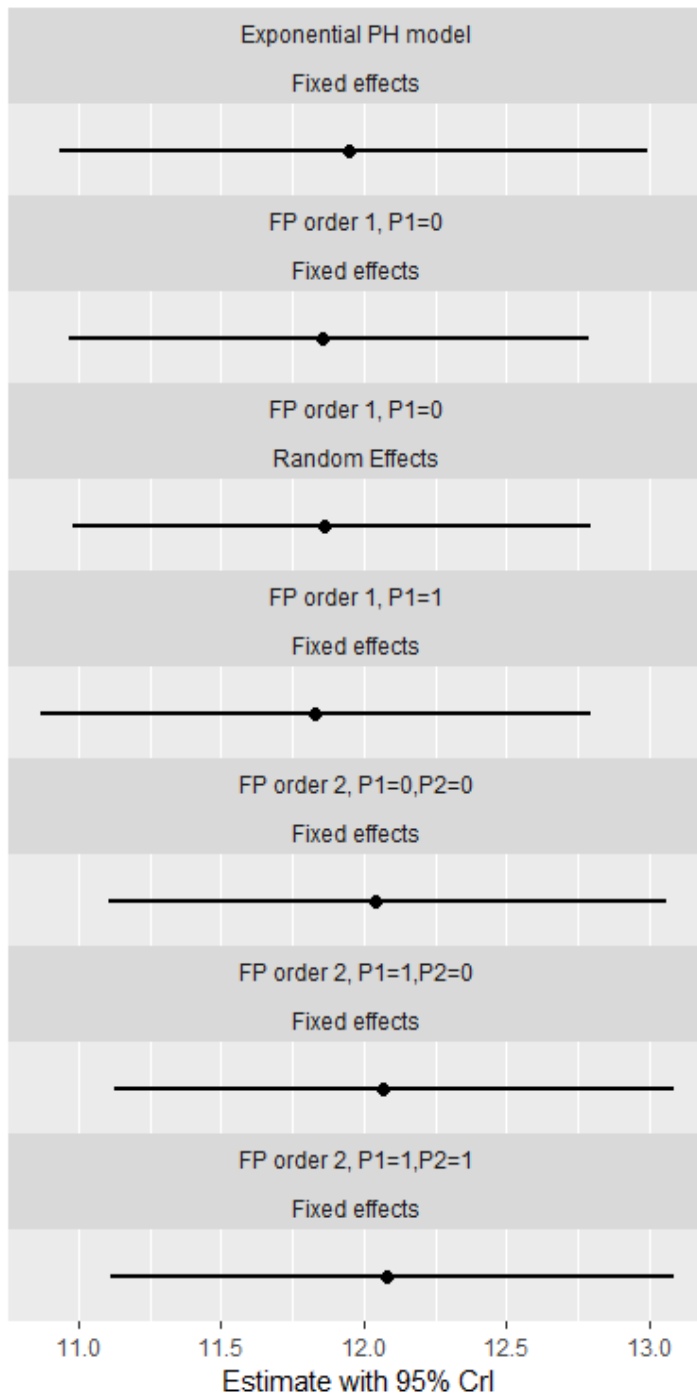 Exponential PH model
Fixed effects
FP order 1, P1=0
Fixed effects
FP order 1, P1=0
Random Effects
FP order 1, P1=1
Fixed effects
FP order 2, P1=0,P2=0
Fixed effects
FP order 2, P1=1,P2=0
Fixed effects
FP order 2, P1=1,P2=1
Fixed effects
11.0 11.5 12.0 12.5 13.0
Estimate with 95% CrI